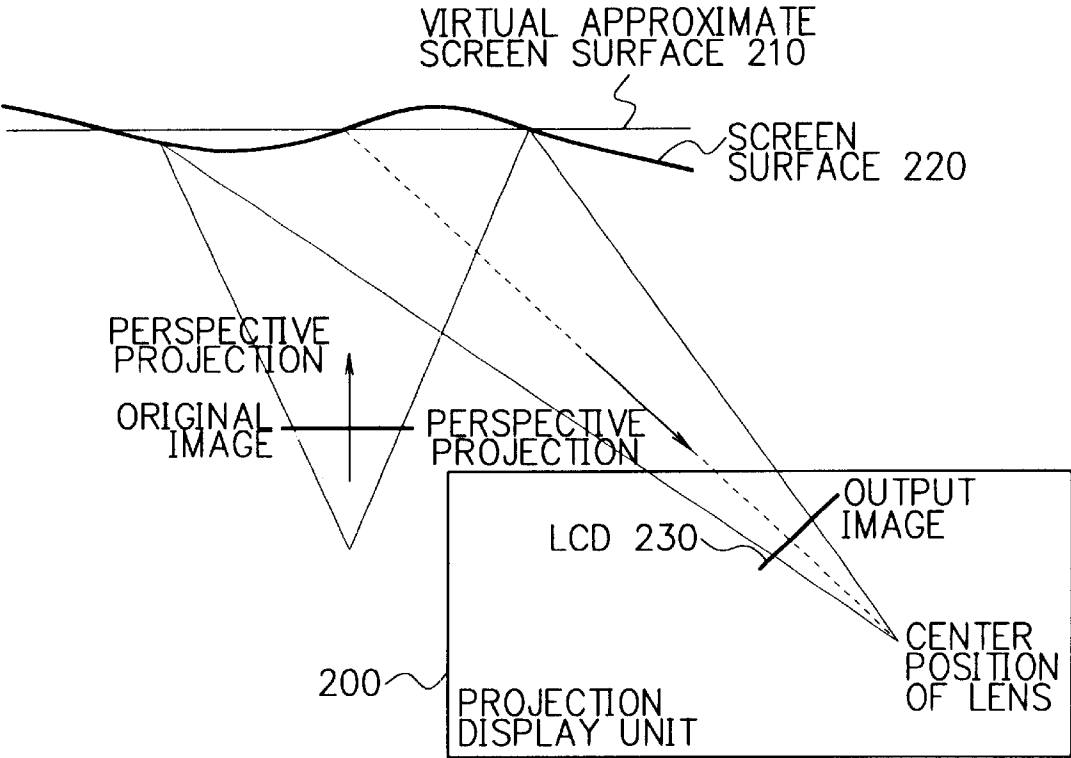 VIRTUAL APPROXIMATE
SCREEN SURFACE 210
SCREEN
SURFACE 220
PERSPECTIVE
PROJECTION
ORIGINAL
IMAGE
PERSPECTIVE
PROJECTION
OUTPUT
IMAGE
LCD 230
CENTER
POSITION
OF LENS
200
PROJECTION
DISPLAY UNIT